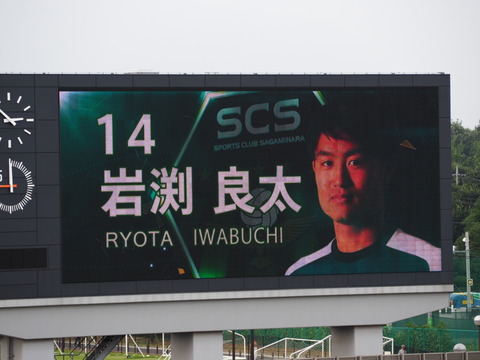 SCS
SPORTS CLUB SAGAMIHARA
14
岩渕 良太
RYOTA IWABUCHI